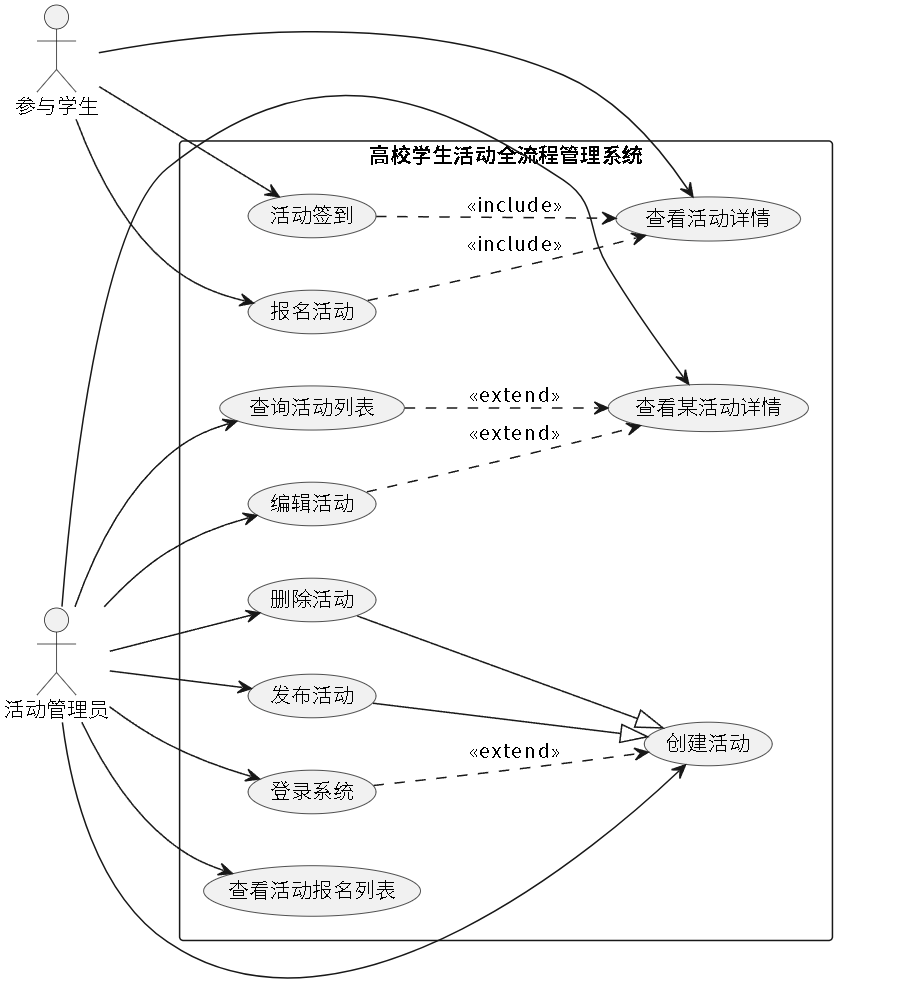 参与学生
高校学生活动全流程管理系统
活动签到
«include»
查看活动详情
«include»
报名活动
查询活动列表
«extend»
查看某活动详情
«extend»
编辑活动
删除活动
活动管理员
发布活动
创建活动
«extend»
登录系统
查看活动报名列表